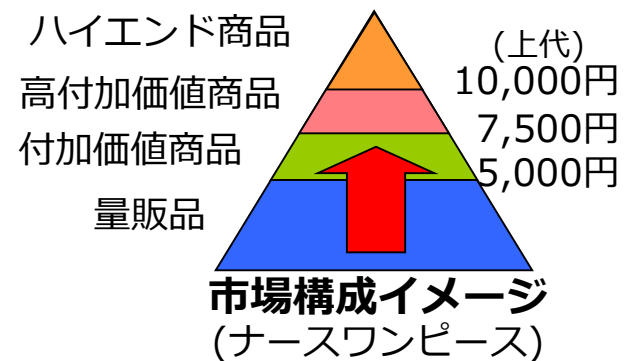 ハイエンド商品
(上代)
10,000円
高付加価値商品
7,500円
付加価値商品
5,000円
量販品
市場構成イメージ
(ナースワンピース)